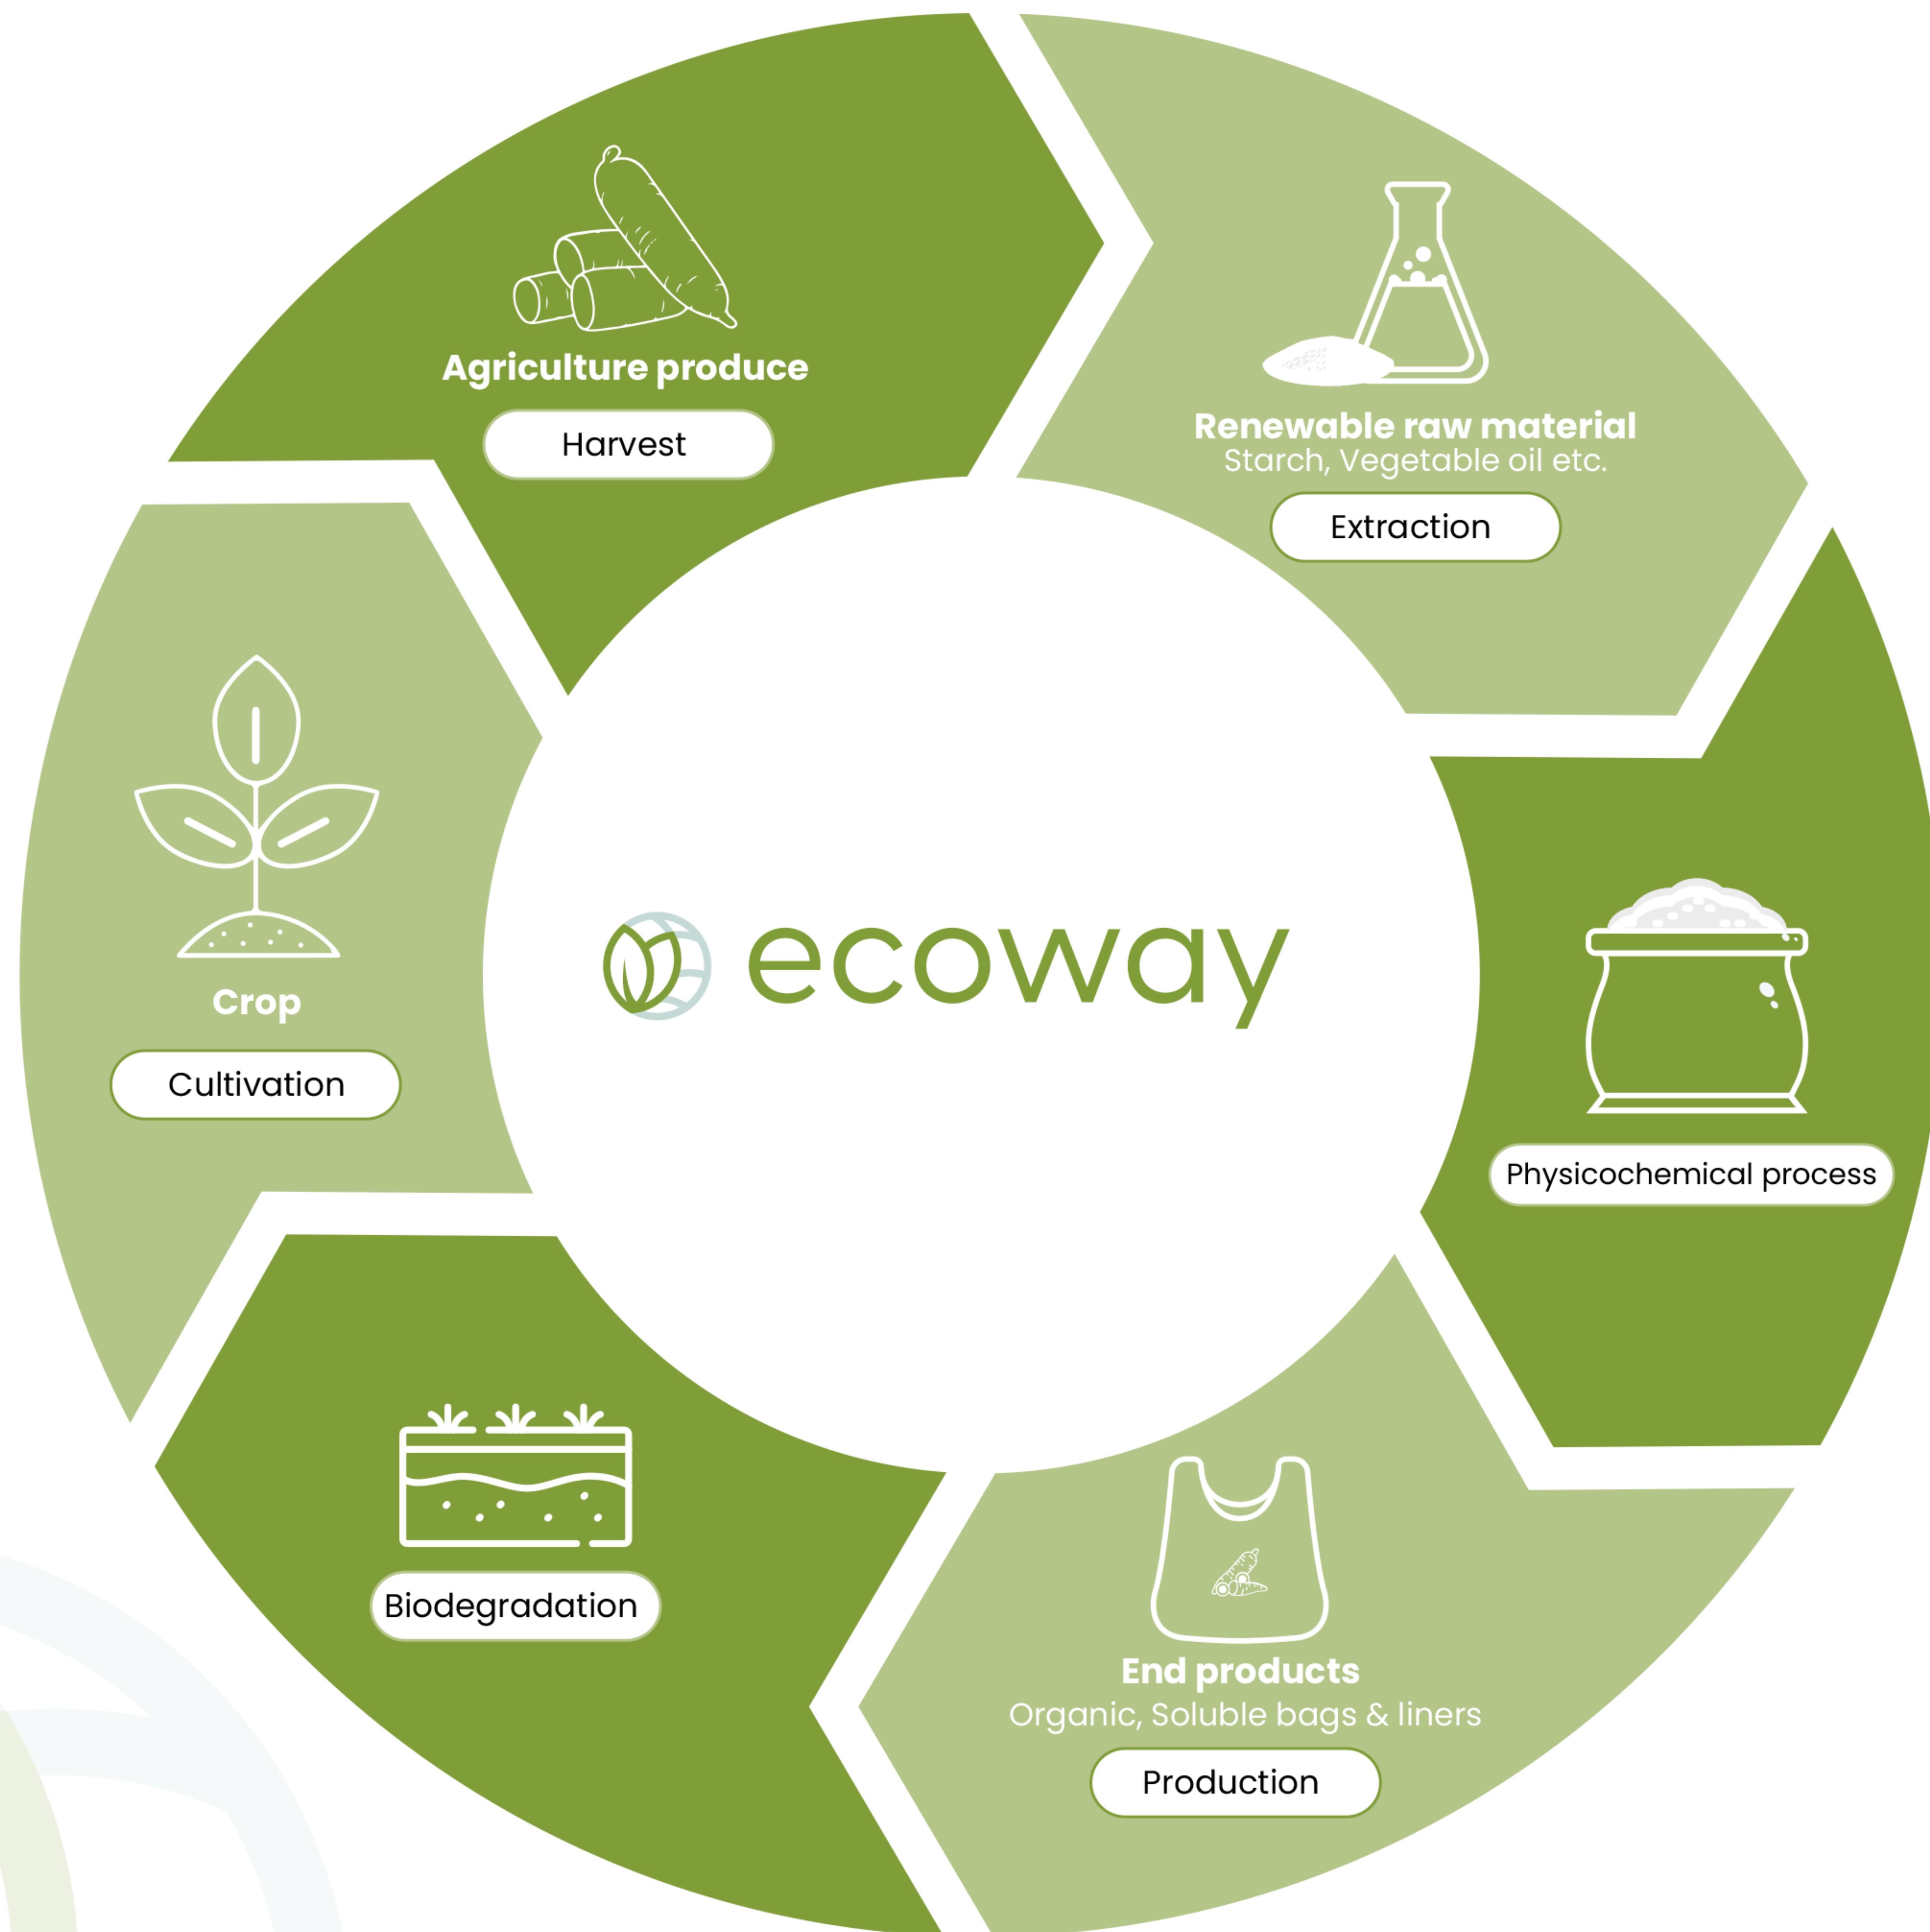 Agriculture produce
Harvest
Renewable raw material
Starch, Vegetable oil etc.
Extraction
Physicochemical process
End products
Organic, Soluble bags & liners
Production
Biodegradation
Crop
Cultivation
ecoway